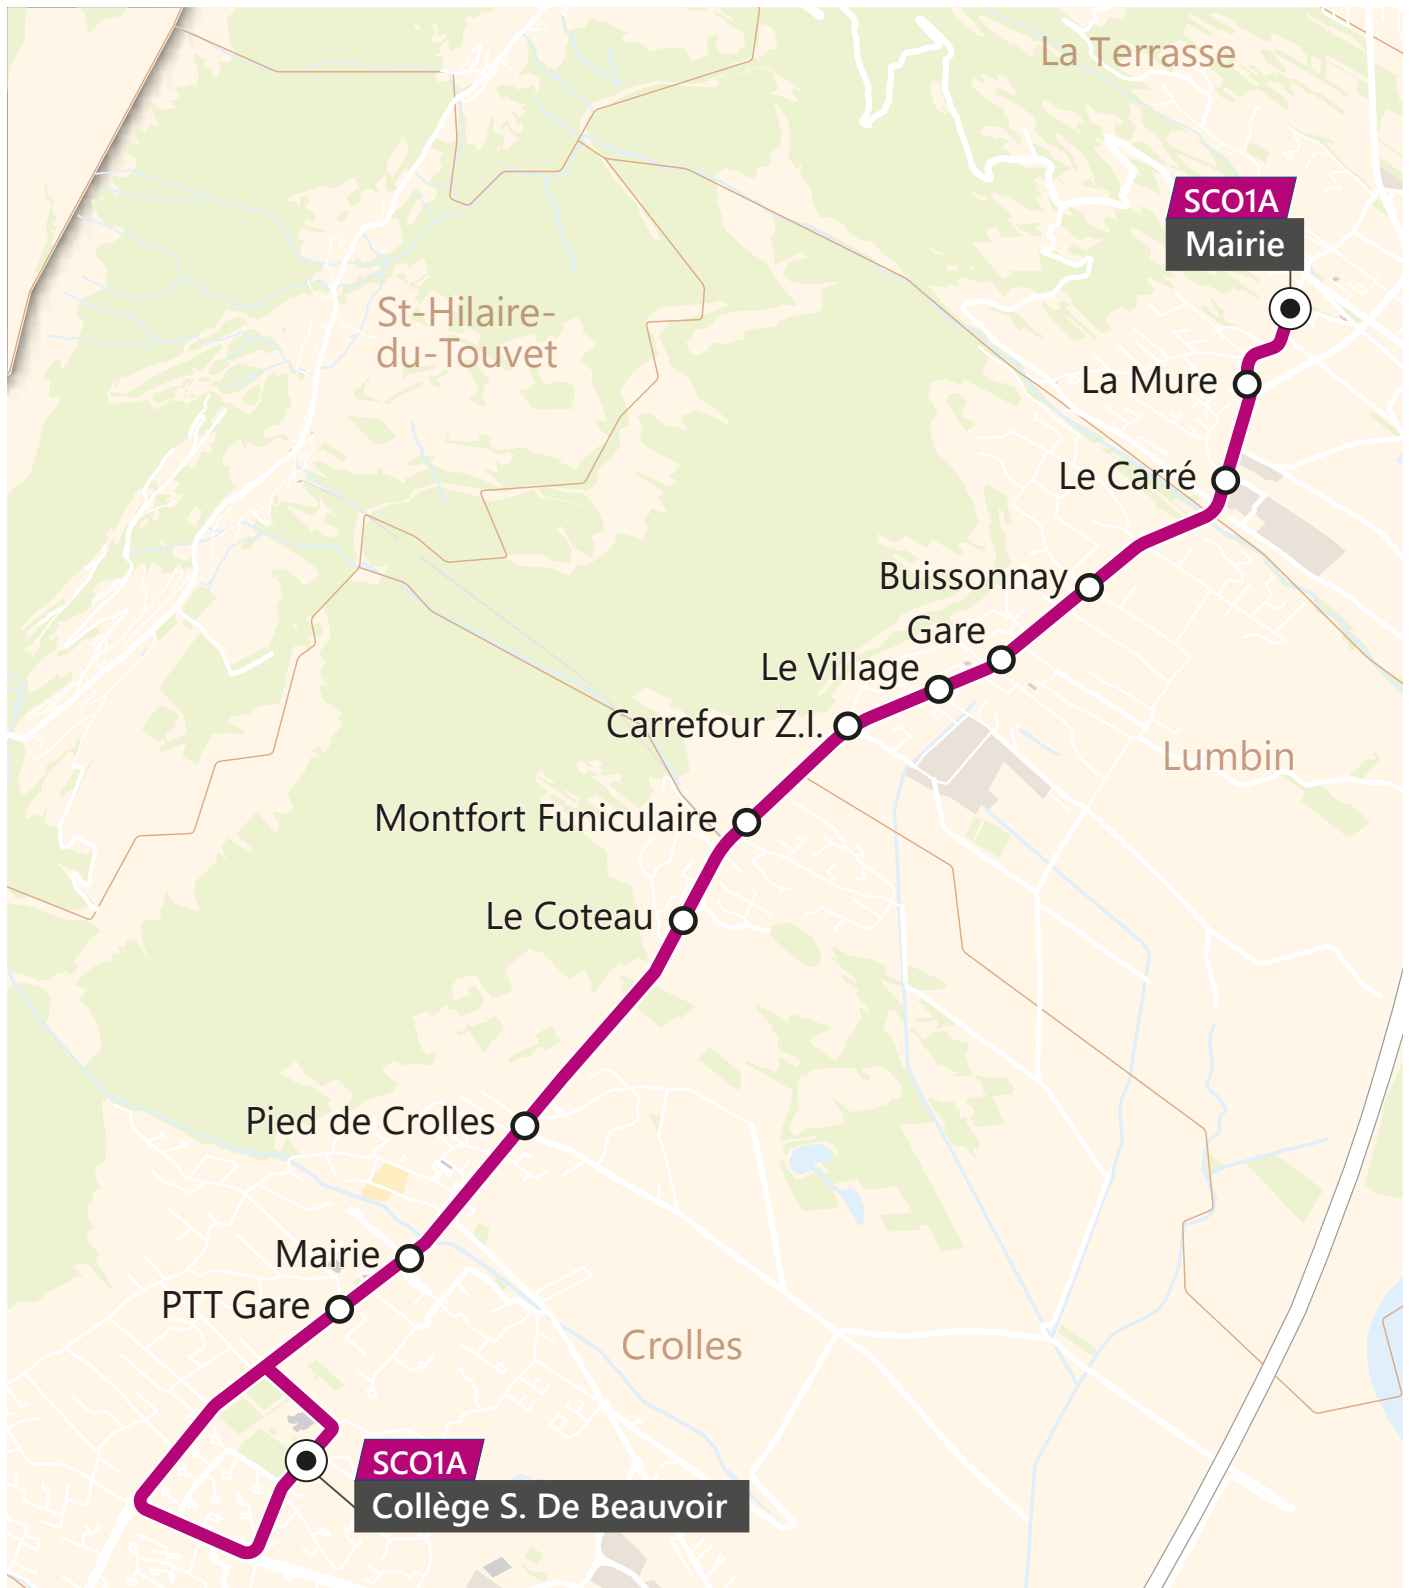 La Terrasse
SCO1A
Mairie
St-Hilaire-
du-Touvet
La Mure
Le Carré
Buissonnay
Gare
Le Village
Carrefour Z.I.
Lumbin
Montfort Funiculaire
Le Coteau
Pied de Crolles
Mairie
PTT Gare
Crolles
SCO1A
Collège S. De Beauvoir